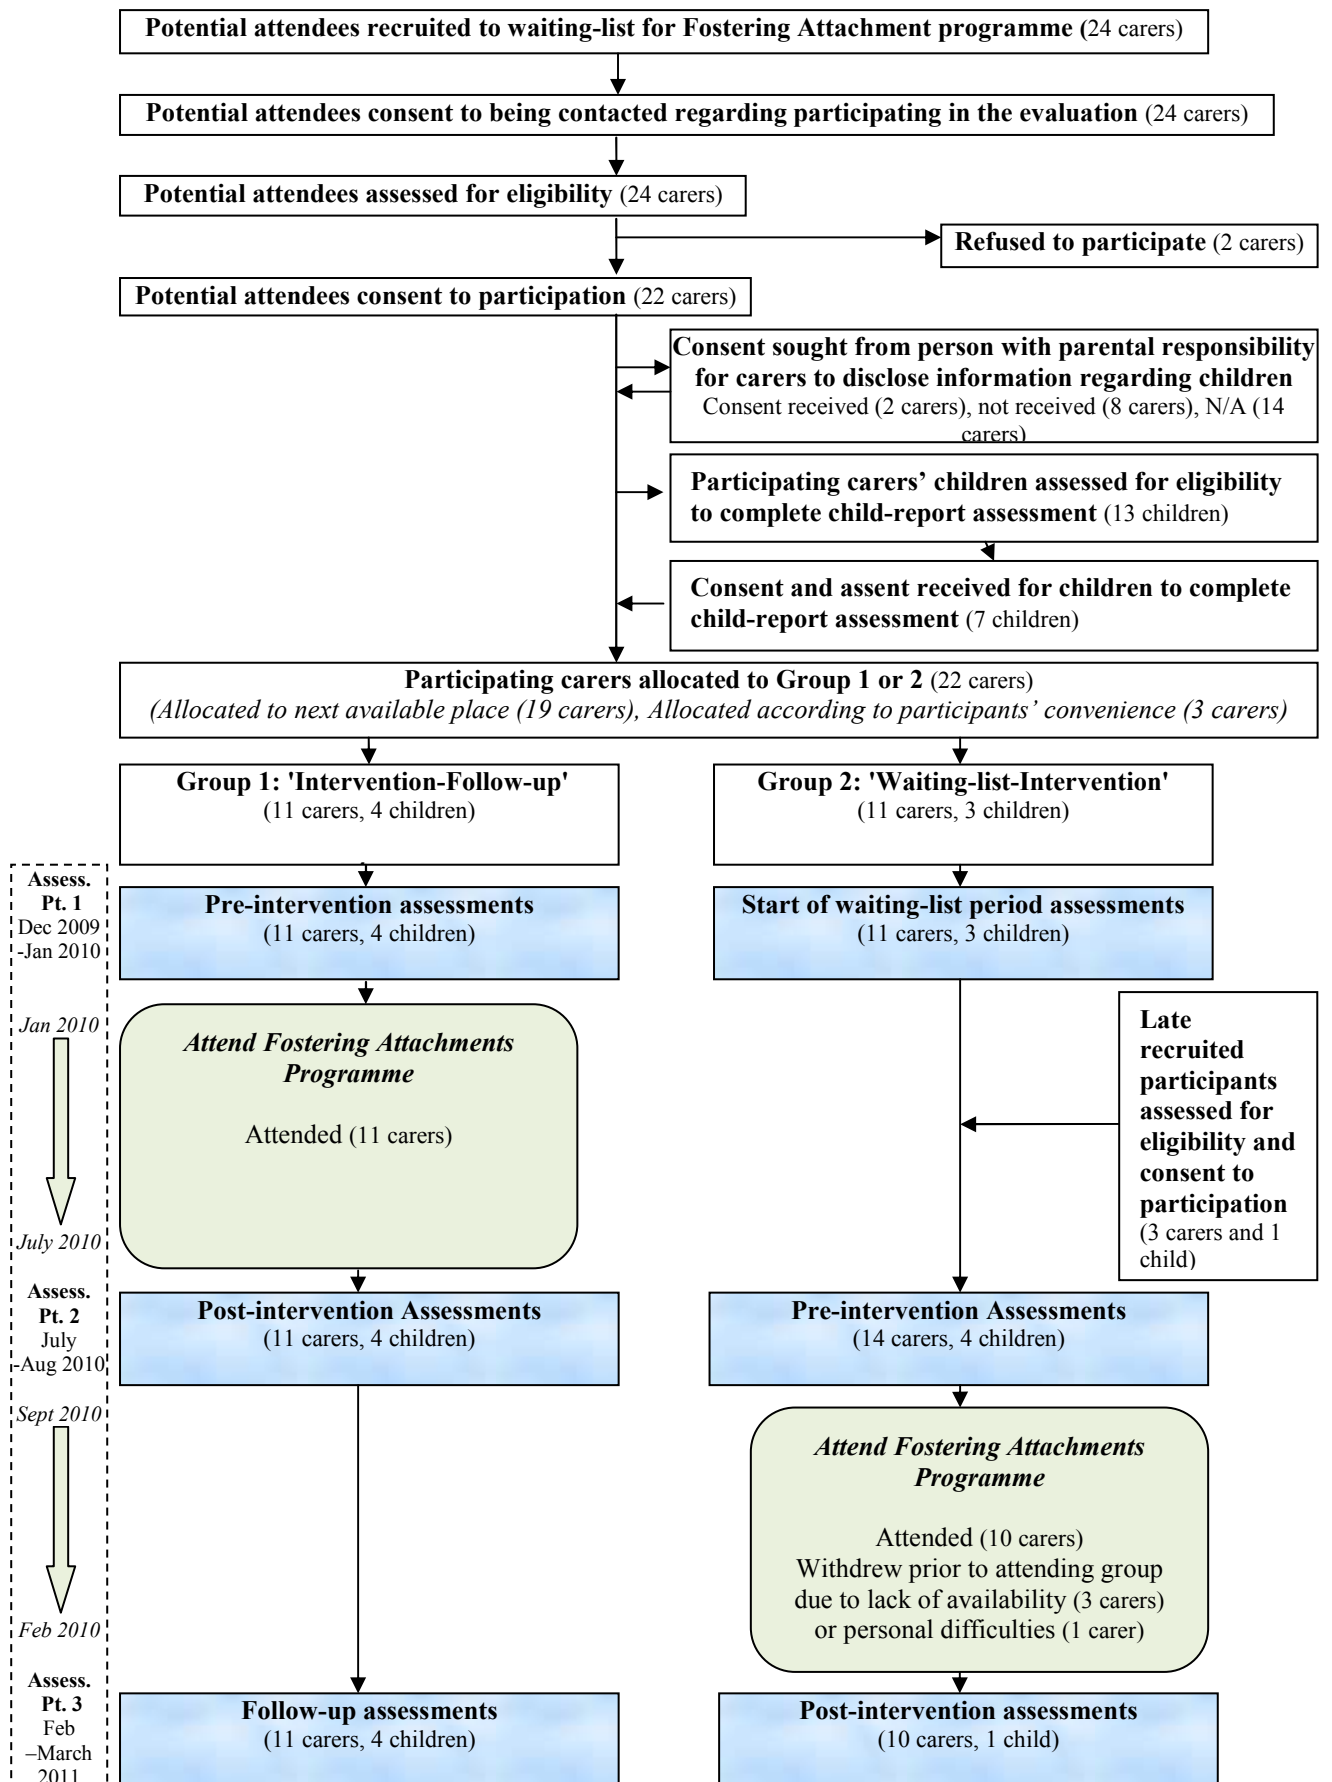 Potential attendees recruited to waiting-list for Fostering Attachment programme (24 carers)
Potential attendees consent to being contacted regarding participating in the evaluation (24 carers)
Potential attendees assessed for eligibility (24 carers)
Refused to participate (2 carers)
Potential attendees consent to participation (22 carers)
Consent sought from person with parental responsibility
for carers to disclose information regarding children
Consent received (2 carers), not received (8 carers), N/A (14
carers)
Participating carers’ children assessed for eligibility
to complete child-report assessment (13 children)
Consent and assent received for children to complete
child-report assessment (7 children)
Participating carers allocated to Group 1 or 2 (22 carers)
(Allocated to next available place (19 carers), Allocated according to participants’ convenience (3 carers)
Group 1: 'Intervention-Follow-up'
(11 carers, 4 children)
Group 2: 'Waiting-list-Intervention'
(11 carers, 3 children)
Assess.
Pt. 1
Dec 2009
-Jan 2010
Pre-intervention assessments
(11 carers, 4 children)
Start of waiting-list period assessments
(11 carers, 3 children)
Jan 2010
July 2010
Attend Fostering Attachments
Programme
Attended (11 carers)
Late
recruited
participants
assessed for
eligibility and
consent to
participation
(3 carers and 1
child)
Assess.
Pt. 2
July
-Aug 2010
Post-intervention Assessments
(11 carers, 4 children)
Pre-intervention Assessments
(14 carers, 4 children)
Sept 2010
Feb 2010
Attend Fostering Attachments
Programme
Attended (10 carers)
Withdrew prior to attending group
due to lack of availability (3 carers)
or personal difficulties (1 carer)
Assess.
Pt. 3
Feb
–March
2011
Follow-up assessments
(11 carers, 4 children)
Post-intervention assessments
(10 carers, 1 child)